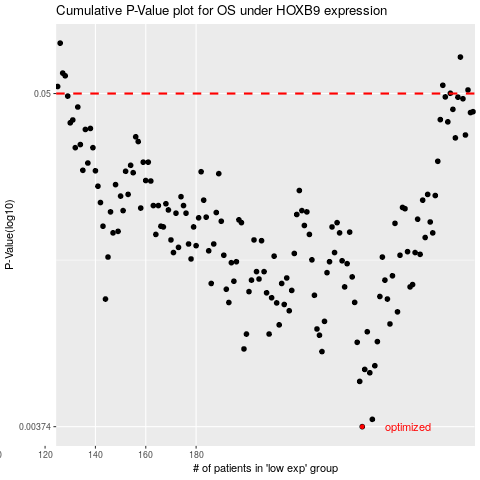 Cumulative P-Value plot for OS under HOXB9 expression
0.05
P-Value(log10)
optimized
0.00374
0 120 140 160 180
# of patients in 'low exp' group